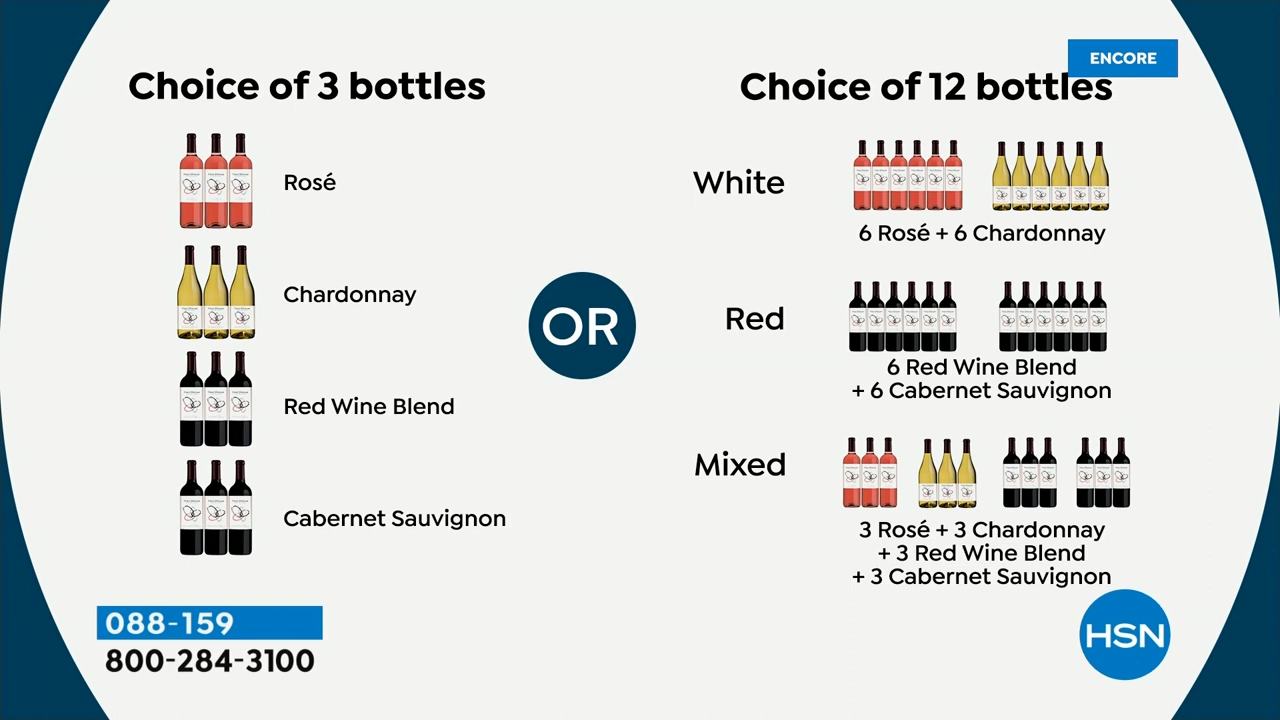 ENCORE
Choice of 3 bottles
Rosé
Chardonnay
Red Wine Blend
Cabernet Sauvignon
OR
Choice of 12 bottles
White
6 Rosé + 6 Chardonnay
Red
6 Red Wine Blend
+ 6 Cabernet Sauvignon
Mixed
3 Rosé + 3 Chardonnay
+ 3 Red Wine Blend
+ 3 Cabernet Sauvignon
088-159
800-284-3100
HSN